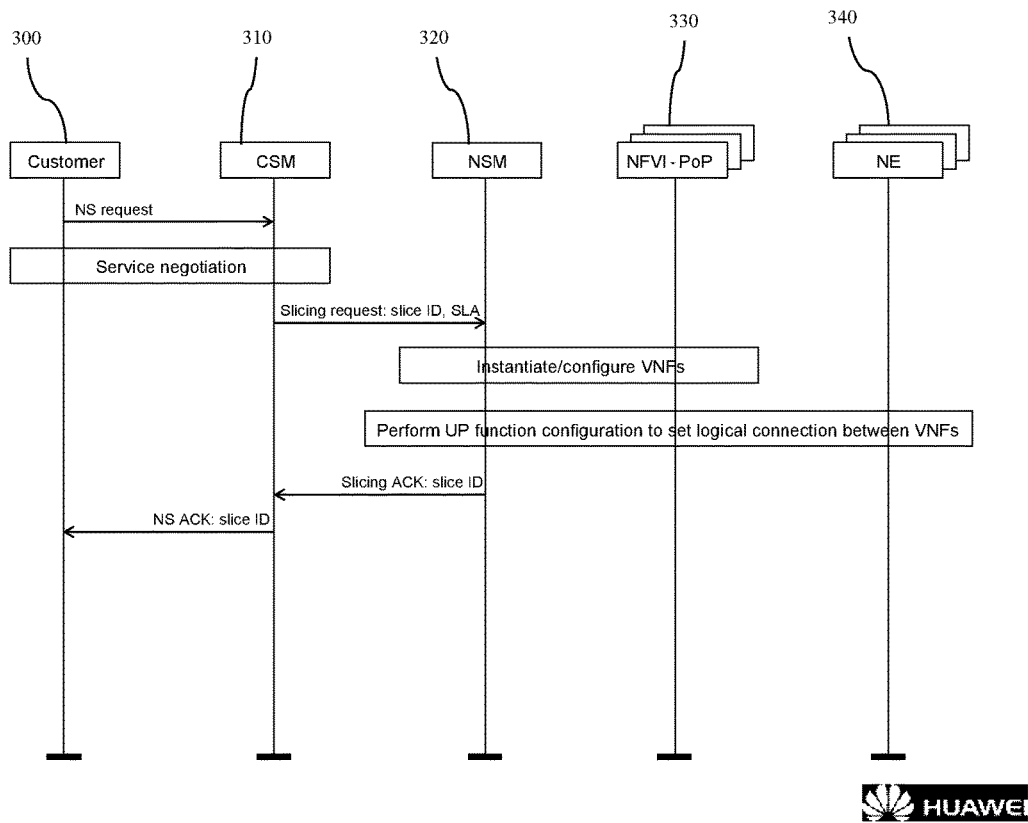 300
310
320
330
340
Customer
CSM
NSM
NFVI - PoP
NE
NS request
Service negotiation
Slicing request: slice ID, SLA
Instantiate/configure VNFs
Perform UP function configuration to set logical connection between VNFs
Slicing ACK: slice ID
NS ACK: slice ID
HUAWEI